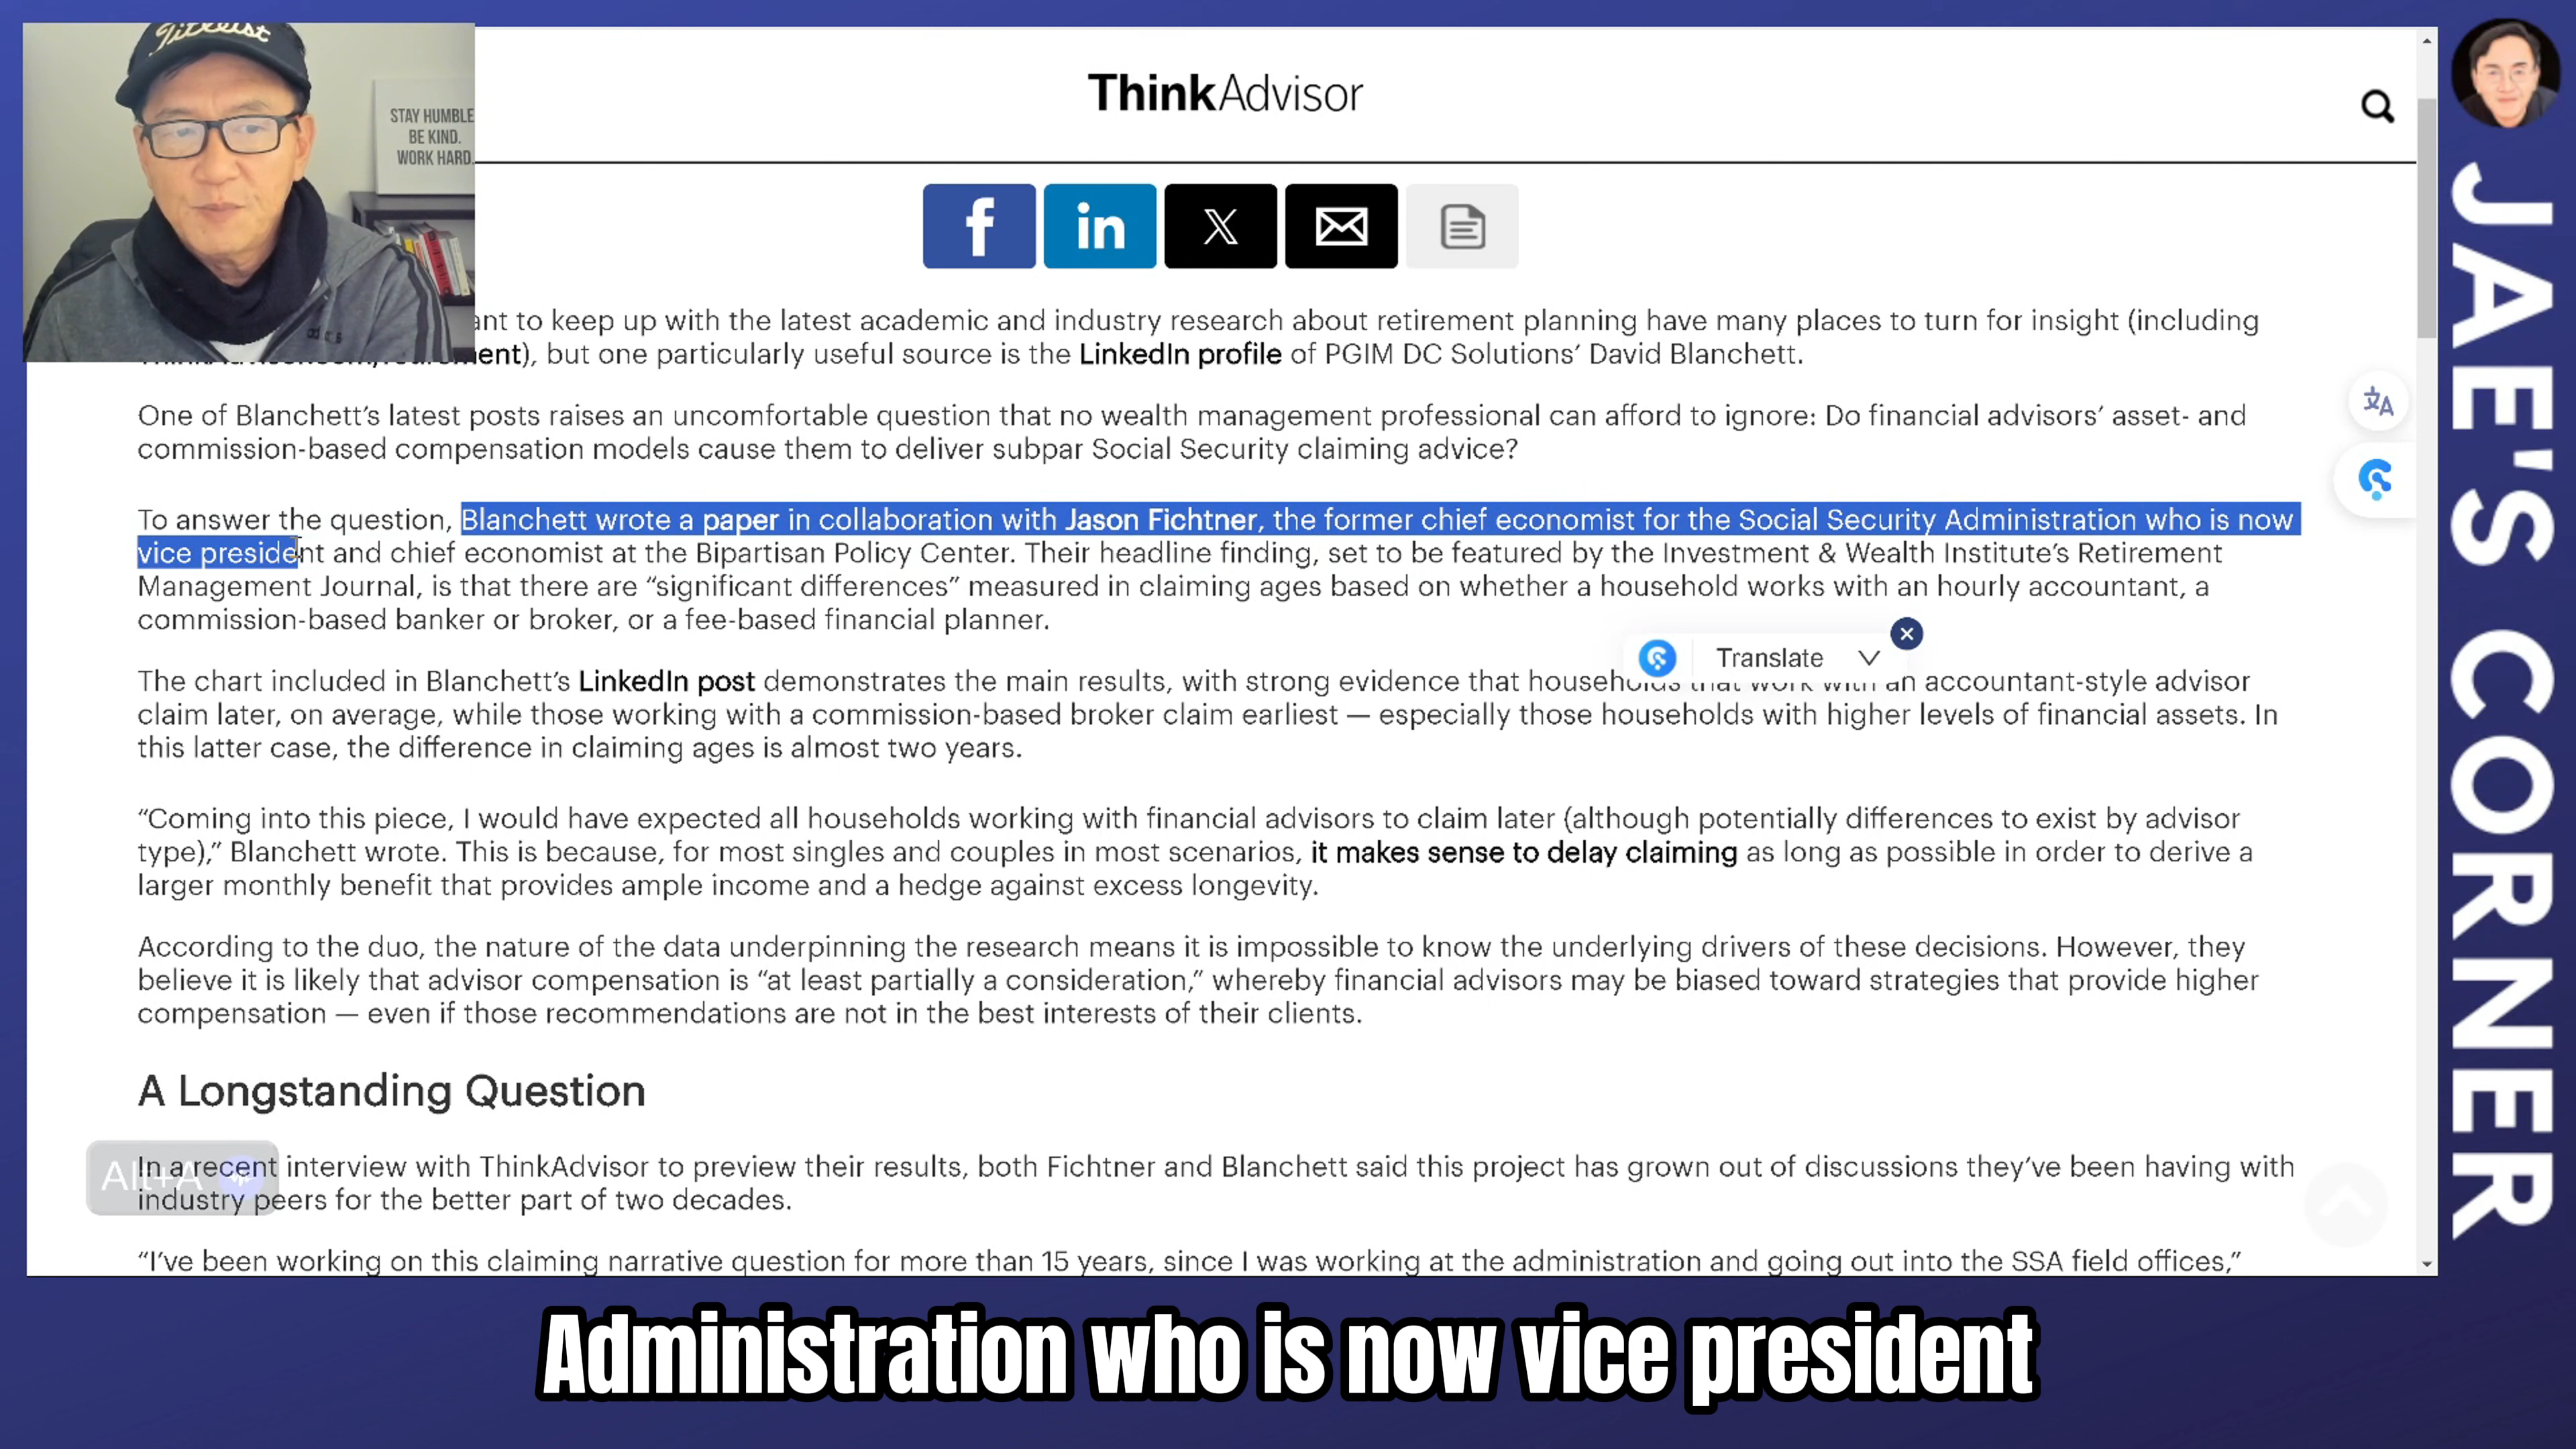 Titleist
STAY HUMBLE
BE KIND.
WORK HARD.
ThinkAdvisor
f in X
ant to keep up with the latest academic and industry research about retirement planning have many places to turn for insight (including
ment), but one particularly useful source is the LinkedIn profile of PGIM DC Solutions’ David Blanchett.
One of Blanchett’s latest posts raises an uncomfortable question that no wealth management professional can afford to ignore: Do financial advisors’ asset- and
commission-based compensation models cause them to deliver subpar Social Security claiming advice?
To answer the question, Blanchett wrote a paper in collaboration with Jason Fichtner, the former chief economist for the Social Security Administration who is now
vice president and chief economist at the Bipartisan Policy Center. Their headline finding, set to be featured by the Investment & Wealth Institute’s Retirement
Management Journal, is that there are “significant differences” measured in claiming ages based on whether a household works with an hourly accountant, a
commission-based banker or broker, or a fee-based financial planner.
Translate
The chart included in Blanchett’s LinkedIn post demonstrates the main results, with strong evidence that households that work with an accountant-style advisor
claim later, on average, while those working with a commission-based broker claim earliest — especially those households with higher levels of financial assets. In
this latter case, the difference in claiming ages is almost two years.
“Coming into this piece, I would have expected all households working with financial advisors to claim later (although potentially differences to exist by advisor
type),” Blanchett wrote. This is because, for most singles and couples in most scenarios, it makes sense to delay claiming as long as possible in order to derive a
larger monthly benefit that provides ample income and a hedge against excess longevity.
According to the duo, the nature of the data underpinning the research means it is impossible to know the underlying drivers of these decisions. However, they
believe it is likely that advisor compensation is “at least partially a consideration,” whereby financial advisors may be biased toward strategies that provide higher
compensation — even if those recommendations are not in the best interests of their clients.
A Longstanding Question
Alt+A
In a recent interview with ThinkAdvisor to preview their results, both Fichtner and Blanchett said this project has grown out of discussions they’ve been having with
industry peers for the better part of two decades.
“I’ve been working on this claiming narrative question for more than 15 years, since I was working at the administration and going out into the SSA field offices,”
Administration who is now vice president
JAE'S CORNER